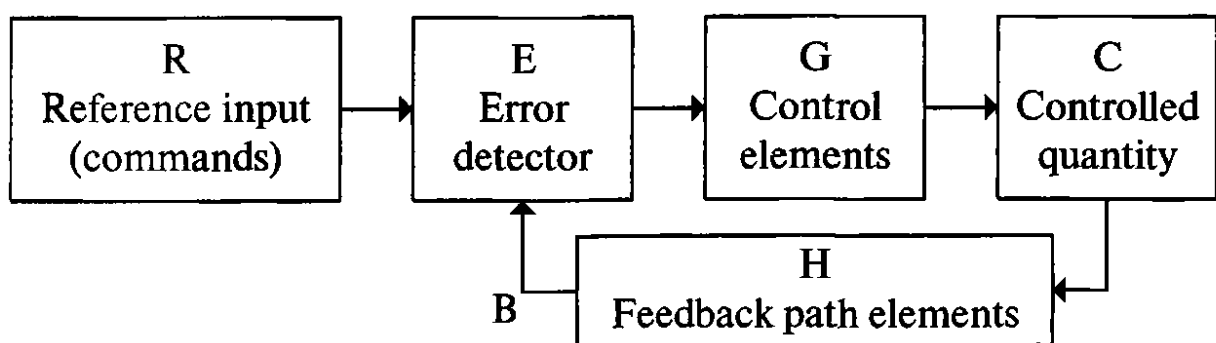 R
Reference input
(commands)
E
Error
detector
G
Control
elements
C
Controlled
quantity
B
H
Feedback path elements